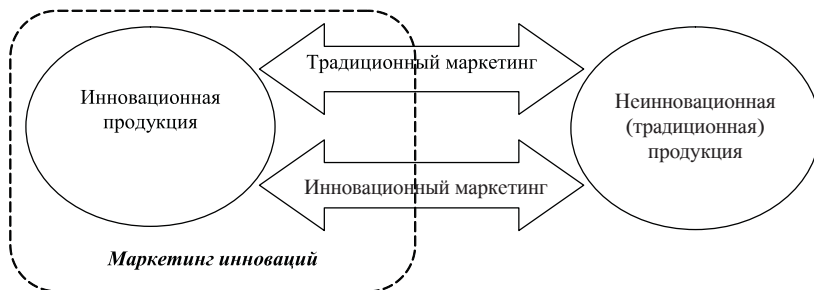 Традиционный маркетинг
Инновационная
продукция
Неинновационная
(традиционная)
продукция
Инновационный маркетинг
Маркетинг инноваций